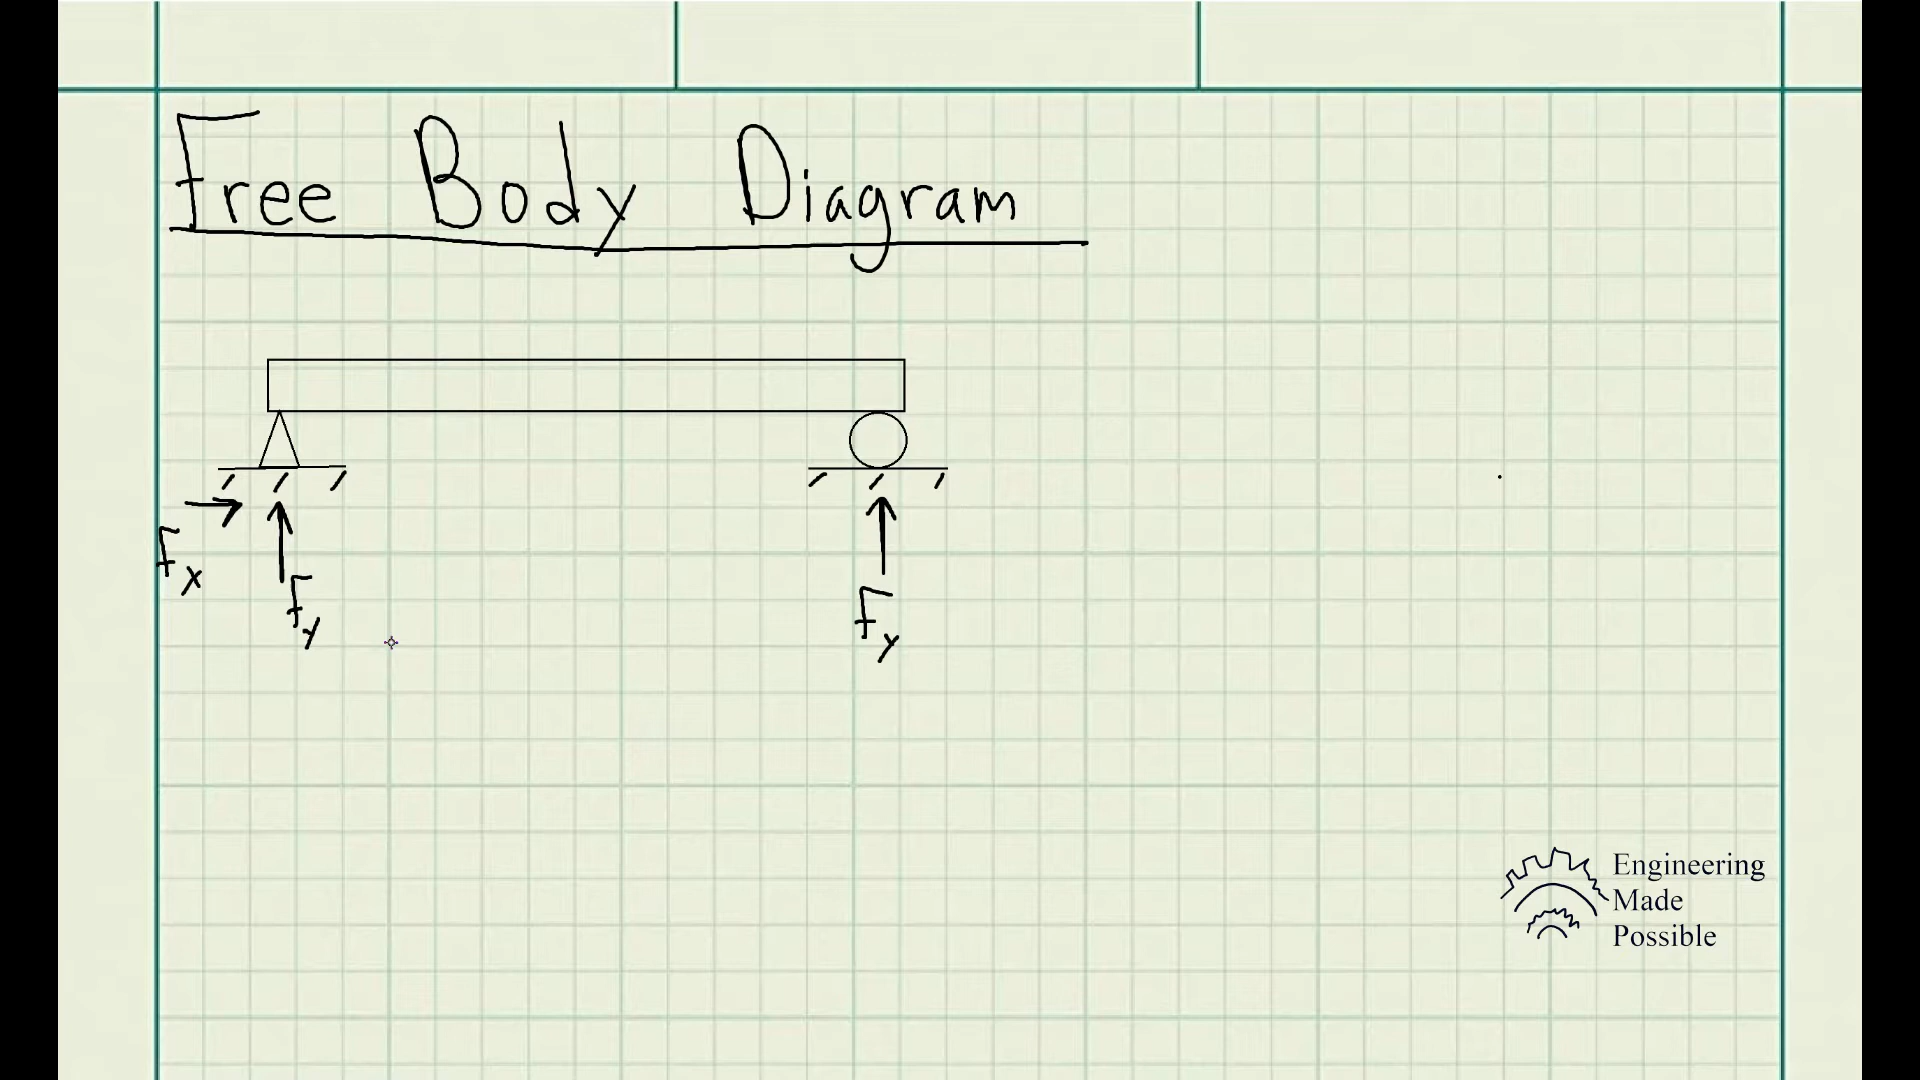 Free Body Diagram
Fx
Fy
Fy
Engineering
Made
Possible